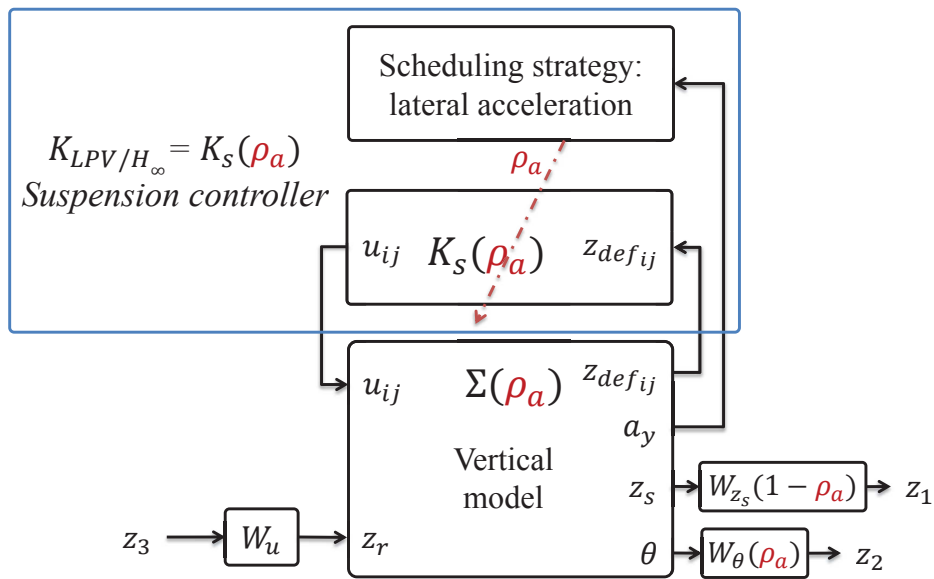 Scheduling strategy:
lateral acceleration
ρ_a
K_{LPV/H_∞} = K_s(ρ_a)
Suspension controller
u_{ij} K_s(ρ_a) z_{def_{ij}}
u_{ij} Σ(ρ_a) z_{def_{ij}}
a_y
Vertical
model
z_s W_{z_s}(1 − ρ_a) z_1
z_3 W_u z_r θ W_θ(ρ_a) z_2